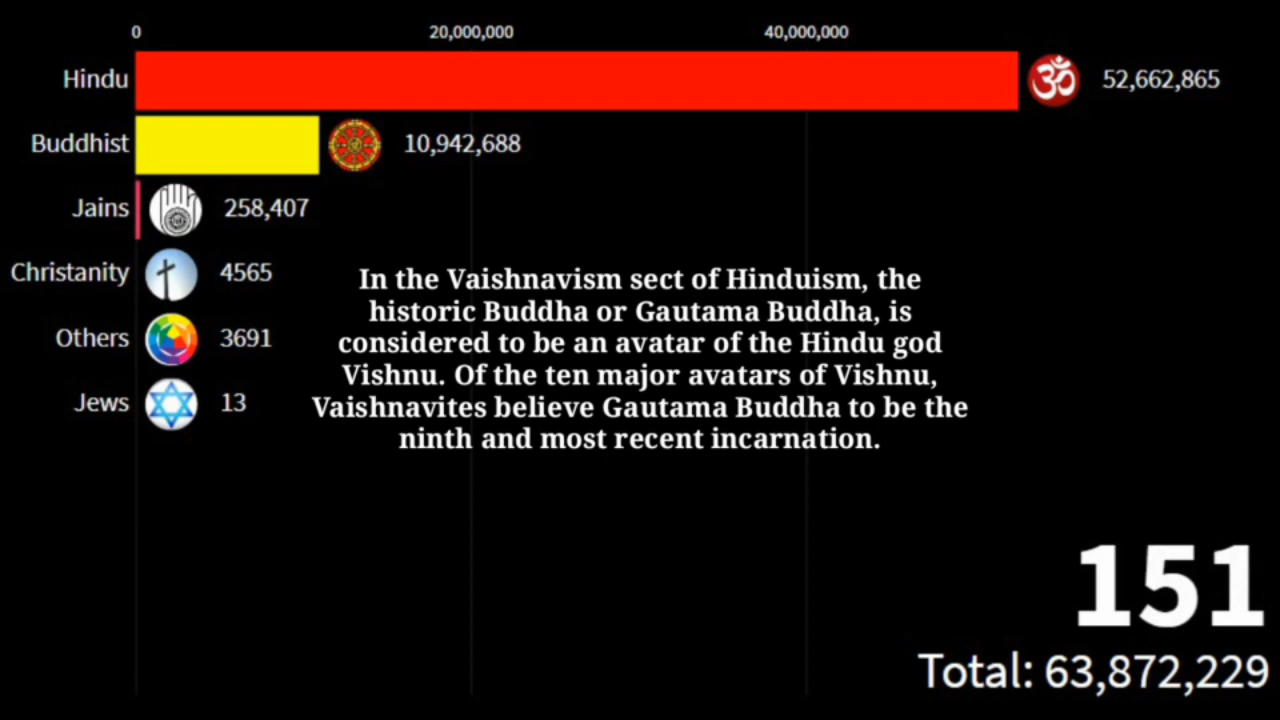 0 20,000,000 40,000,000
Hindu 52,662,865
Buddhist 10,942,688
Jains 258,407
Christanity 4565
Others 3691
Jews 13
In the Vaishnavism sect of Hinduism, the
historic Buddha or Gautama Buddha, is
considered to be an avatar of the Hindu god
Vishnu. Of the ten major avatars of Vishnu,
Vaishnavites believe Gautama Buddha to be the
ninth and most recent incarnation.
151
Total: 63,872,229